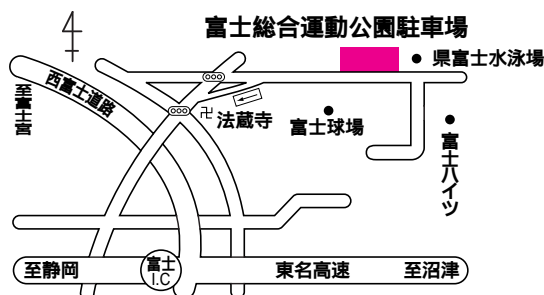 富士総合運動公園駐車場
県富士水泳場
西富士道路
至富士宮
法蔵寺
富士球場
富士ハイツ
至静岡
富士
I.C
東名高速
至沼津